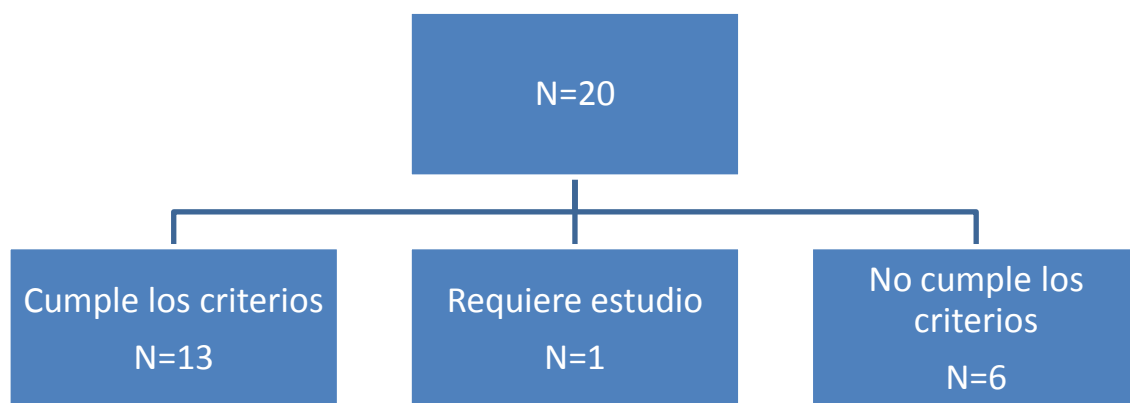 N=20
Cumple los criterios
N=13
Requiere estudio
N=1
No cumple los
criterios
N=6